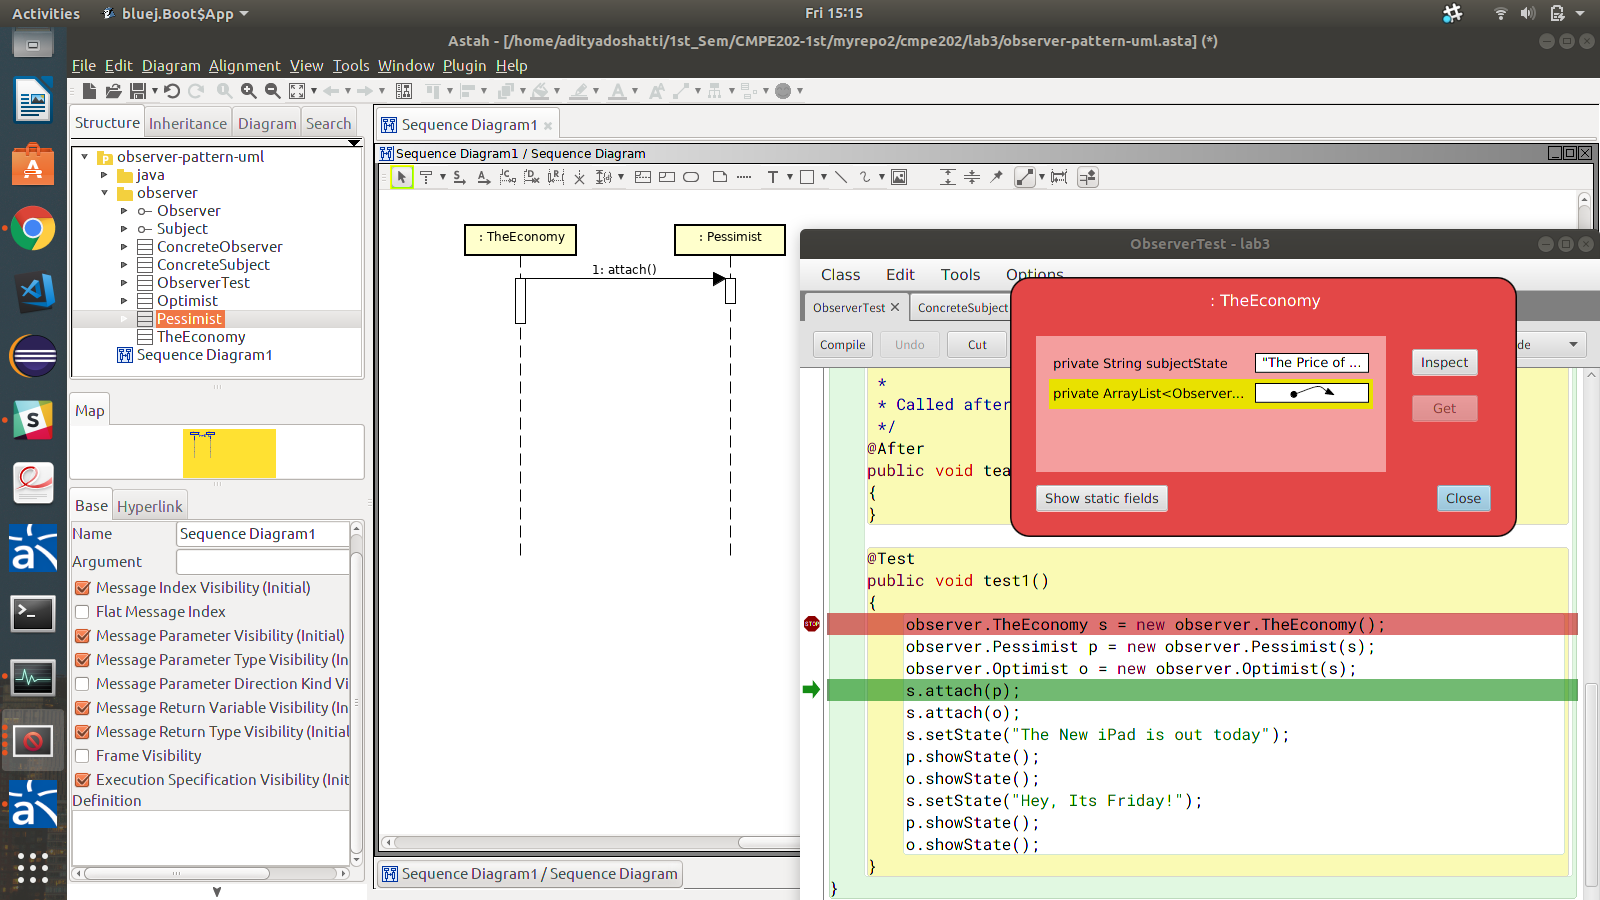 Activities
bluej.Boot$App
Fri 15:15
Astah - [/home/adityadoshatti/1st_Sem/CMPE202-1st/myrepo2/cmpe202/lab3/observer-pattern-uml.asta] (*)
File Edit Diagram Alignment View Tools Window Plugin Help
Structure Inheritance Diagram Search
observer-pattern-uml
java
observer
Observer
Subject
ConcreteObserver
ConcreteSubject
ObserverTest
Optimist
Pessimist
TheEconomy
Sequence Diagram1
Map
Base Hyperlink
Name Sequence Diagram1
Argument
Message Index Visibility (Initial)
Flat Message Index
Message Parameter Visibility (Initial)
Message Parameter Type Visibility (In
Message Parameter Direction Kind Vi
Message Return Variable Visibility (In
Message Return Type Visibility (Initial
Frame Visibility
Execution Specification Visibility (Init
Definition
Sequence Diagram1
Sequence Diagram1 / Sequence Diagram
: TheEconomy
: Pessimist
1: attach()
Sequence Diagram1 / Sequence Diagram
ObserverTest - lab3
Class Edit Tools Options
ObserverTest ConcreteSubject
Compile Undo Cut
de
: TheEconomy
private String subjectState "The Price of ...
private ArrayList<Observer...
Inspect
Get
Show static fields
Close
*
* Called after
*/
@After
public void tea
{
}
@Test
public void test1()
{
STOP
observer.TheEconomy s = new observer.TheEconomy();
observer.Pessimist p = new observer.Pessimist(s);
observer.Optimist o = new observer.Optimist(s);
s.attach(p);
s.attach(o);
s.setState("The New iPad is out today");
p.showState();
o.showState();
s.setState("Hey, Its Friday!");
p.showState();
o.showState();
}
}